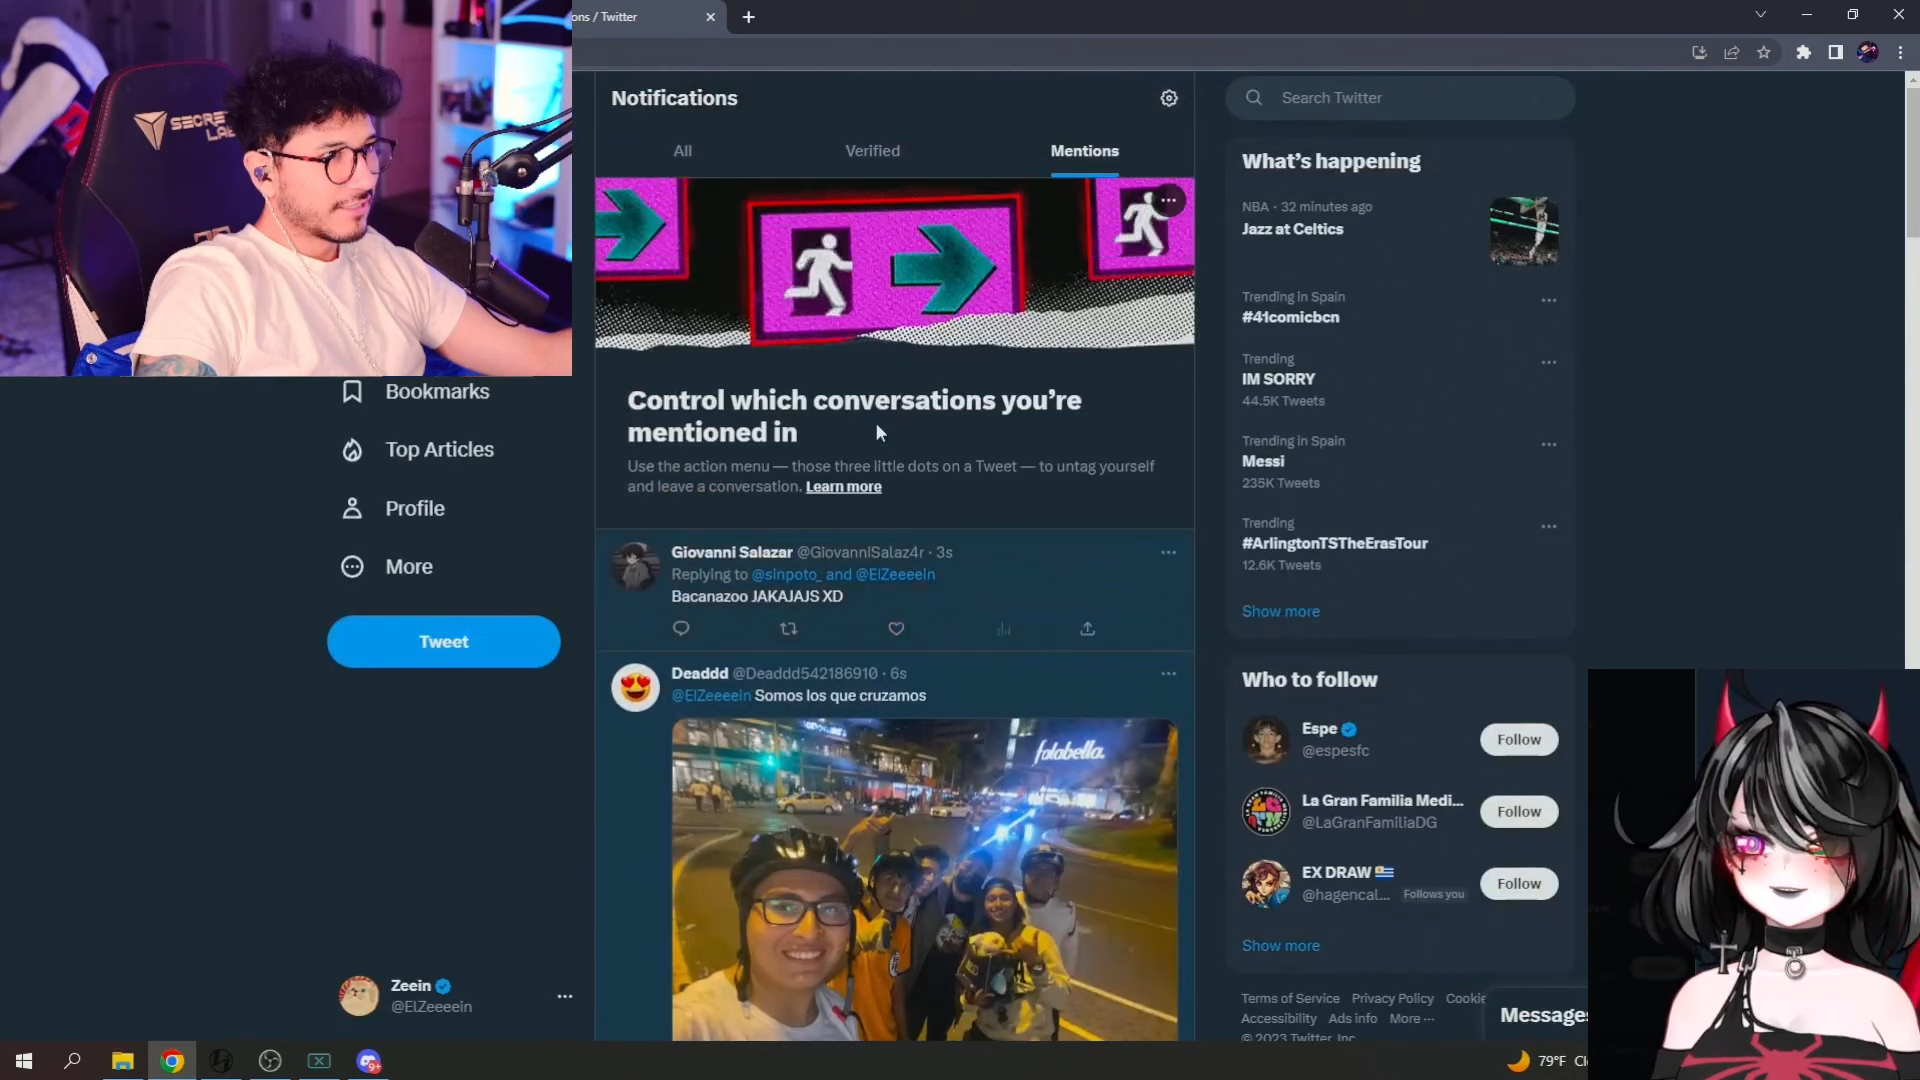 ons / Twitter
SECRET
LAB
Notifications
All
Verified
Mentions
Control which conversations you're
mentioned in
Use the action menu — those three little dots on a Tweet — to untag yourself
and leave a conversation. Learn more
Giovanni Salazar @GiovanniSalaz4r · 3s
Replying to @sinpoto_ and @ElZeeeein
Bacanazoo JAKAJAJS XD
Deaddd @Deaddd542186910 · 6s
@ElZeeeein Somos los que cruzamos
falabella.
Bookmarks
Top Articles
Profile
More
Tweet
Zeein
@ElZeeeein
Search Twitter
What's happening
NBA · 32 minutes ago
Jazz at Celtics
Trending in Spain
#41comicbcn
Trending
IM SORRY
44.5K Tweets
Trending in Spain
Messi
235K Tweets
Trending
#ArlingtonTSTheErasTour
12.6K Tweets
Show more
Who to follow
Espe
@espesfc
Follow
La Gran Familia Medi...
@LaGranFamiliaDG
Follow
EX DRAW
@hagencal... Follows you
Follow
Show more
Terms of Service Privacy Policy Cookie
Accessibility Ads info More ···
© 2023 Twitter, Inc.
Messages
9+
79°F Cl